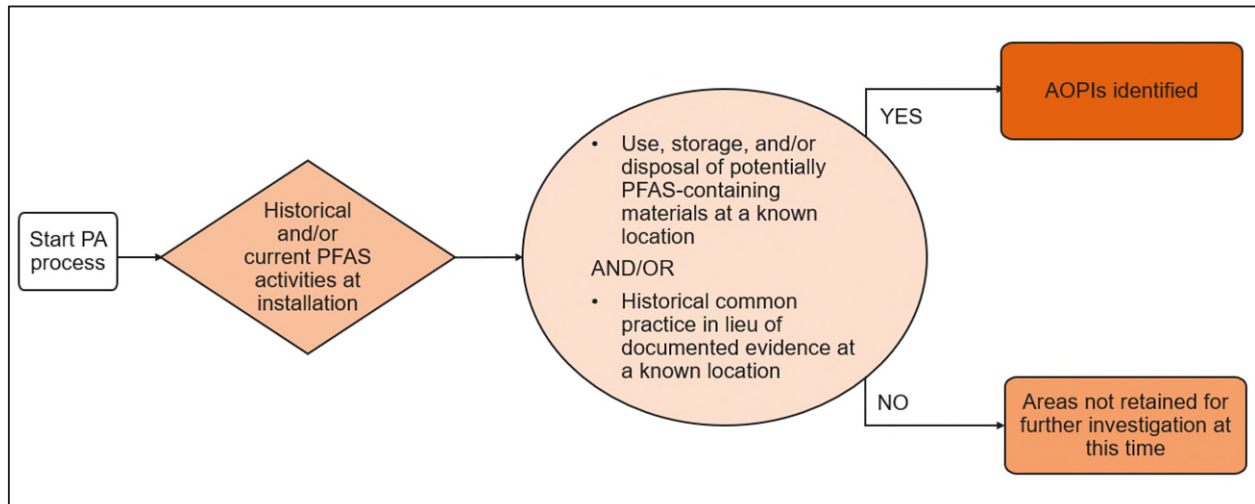 Start PA
process
Historical
and/or
current PFAS
activities at
installation
• Use, storage, and/or
disposal of potentially
PFAS-containing
materials at a known
location
AND/OR
• Historical common
practice in lieu of
documented evidence at
a known location
YES
AOPIs identified
NO
Areas not retained for
further investigation at
this time